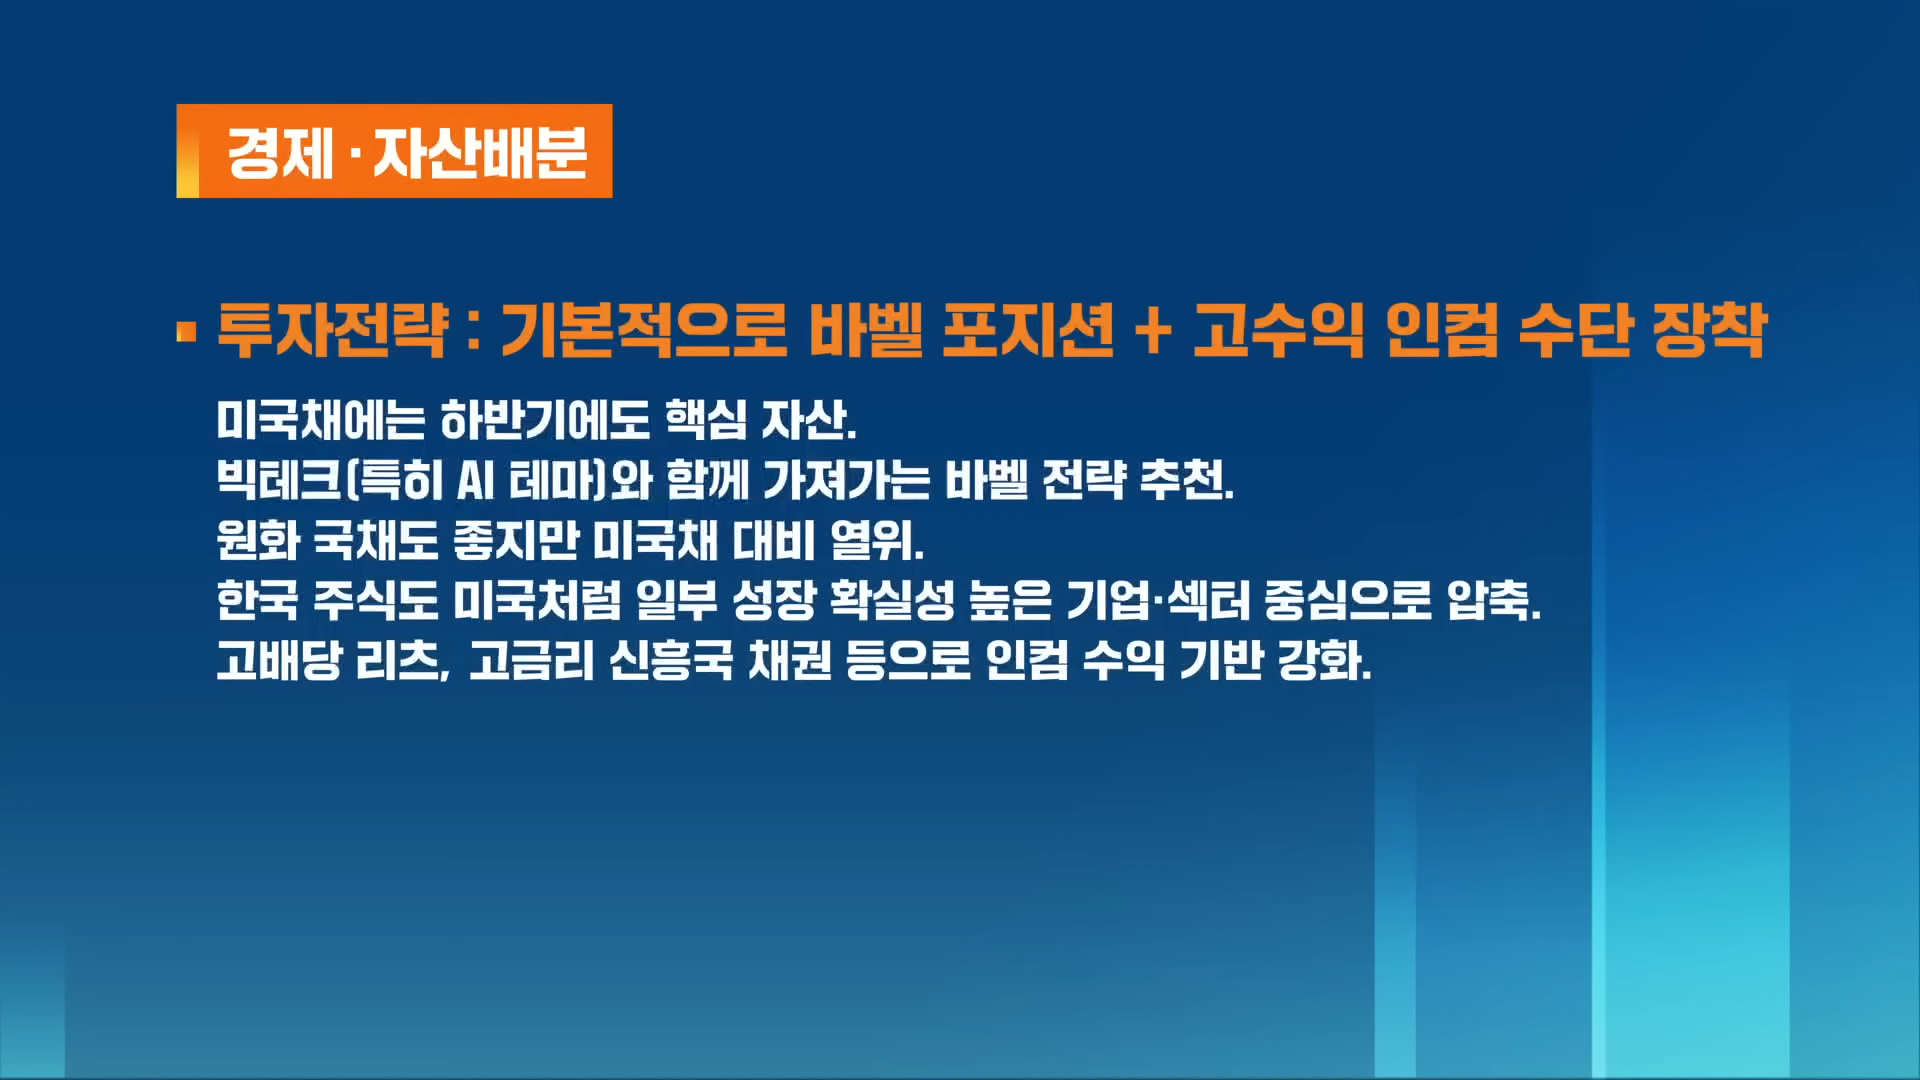 경제·자산배분
투자전략 : 기본적으로 바벨 포지션 + 고수익 인컴 수단 장착
미국채에는 하반기에도 핵심 자산.
빅테크(특히 AI 테마)와 함께 가져가는 바벨 전략 추천.
원화 국채도 좋지만 미국채 대비 열위.
한국 주식도 미국처럼 일부 성장 확실성 높은 기업·섹터 중심으로 압축.
고배당 리츠, 고금리 신흥국 채권 등으로 인컴 수익 기반 강화.